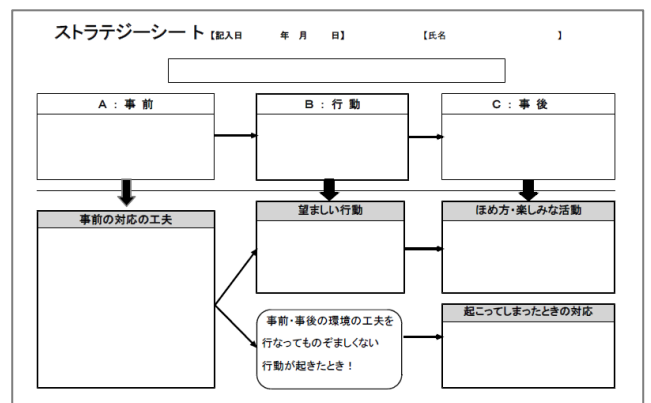 ストラテジーシート【記入日 年 月 日】 【氏名 】
A : 事 前
B : 行 動
C : 事 後
事前の対応の工夫
望ましい行動
ほめ方・楽しみな活動
事前・事後の環境の工夫を
行なってものぞましくない
行動が起きたとき！
起こってしまったときの対応